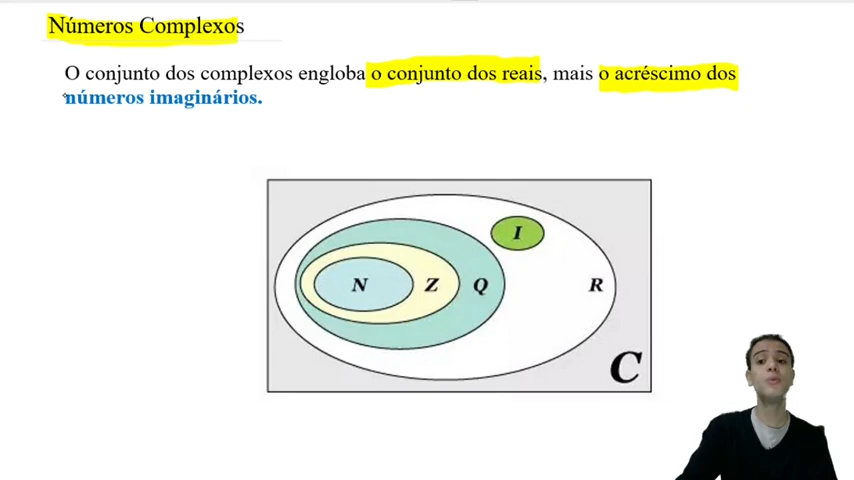 Números Complexos
O conjunto dos complexos engloba o conjunto dos reais, mais o acréscimo dos
números imaginários.
I
N Z Q R
C